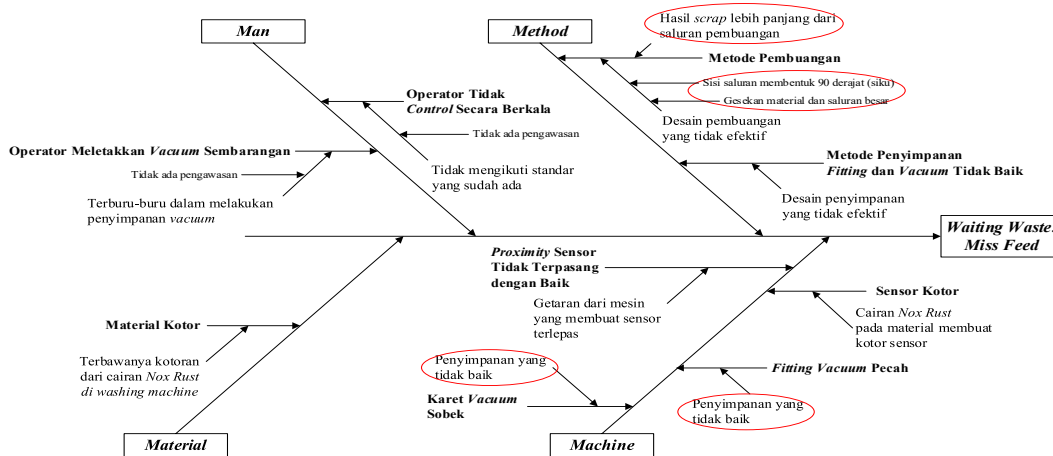 Man
Method
Hasil scrap lebih panjang dari
saluran pembuangan
Metode Pembuangan
Sisi saluran membentuk 90 derajat (siku)
Gesekan material dan saluran besar
Desain pembuangan
yang tidak efektif
Operator Tidak
Control Secara Berkala
Tidak ada pengawasan
Tidak mengikuti standar
yang sudah ada
Operator Meletakkan Vacuum Sembarangan
Tidak ada pengawasan
Terburu-buru dalam melakukan
penyimpanan vacuum
Metode Penyimpanan
Fitting dan Vacuum Tidak Baik
Desain penyimpanan
yang tidak efektif
Waiting Waste:
Miss Feed
Proximity Sensor
Tidak Terpasang
dengan Baik
Getaran dari mesin
yang membuat sensor
terlepas
Sensor Kotor
Cairan Nox Rust
pada material membuat
kotor sensor
Material Kotor
Terbawanya kotoran
dari cairan Nox Rust
di washing machine
Penyimpanan yang
tidak baik
Karet Vacuum
Sobek
Fitting Vacuum Pecah
Penyimpanan yang
tidak baik
Material
Machine